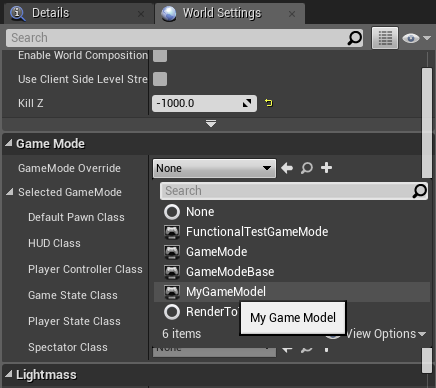 Details
World Settings
Search
Enable World Composition
Use Client Side Level Stre
Kill Z
-1000.0
Game Mode
GameMode Override
None
Selected GameMode
Search
None
Default Pawn Class
FunctionalTestGameMode
HUD Class
GameMode
Player Controller Class
GameModeBase
Game State Class
MyGameModel
Player State Class
RenderTo
My Game Model
6 items
View Options
Spectator Class
None
Lightmass